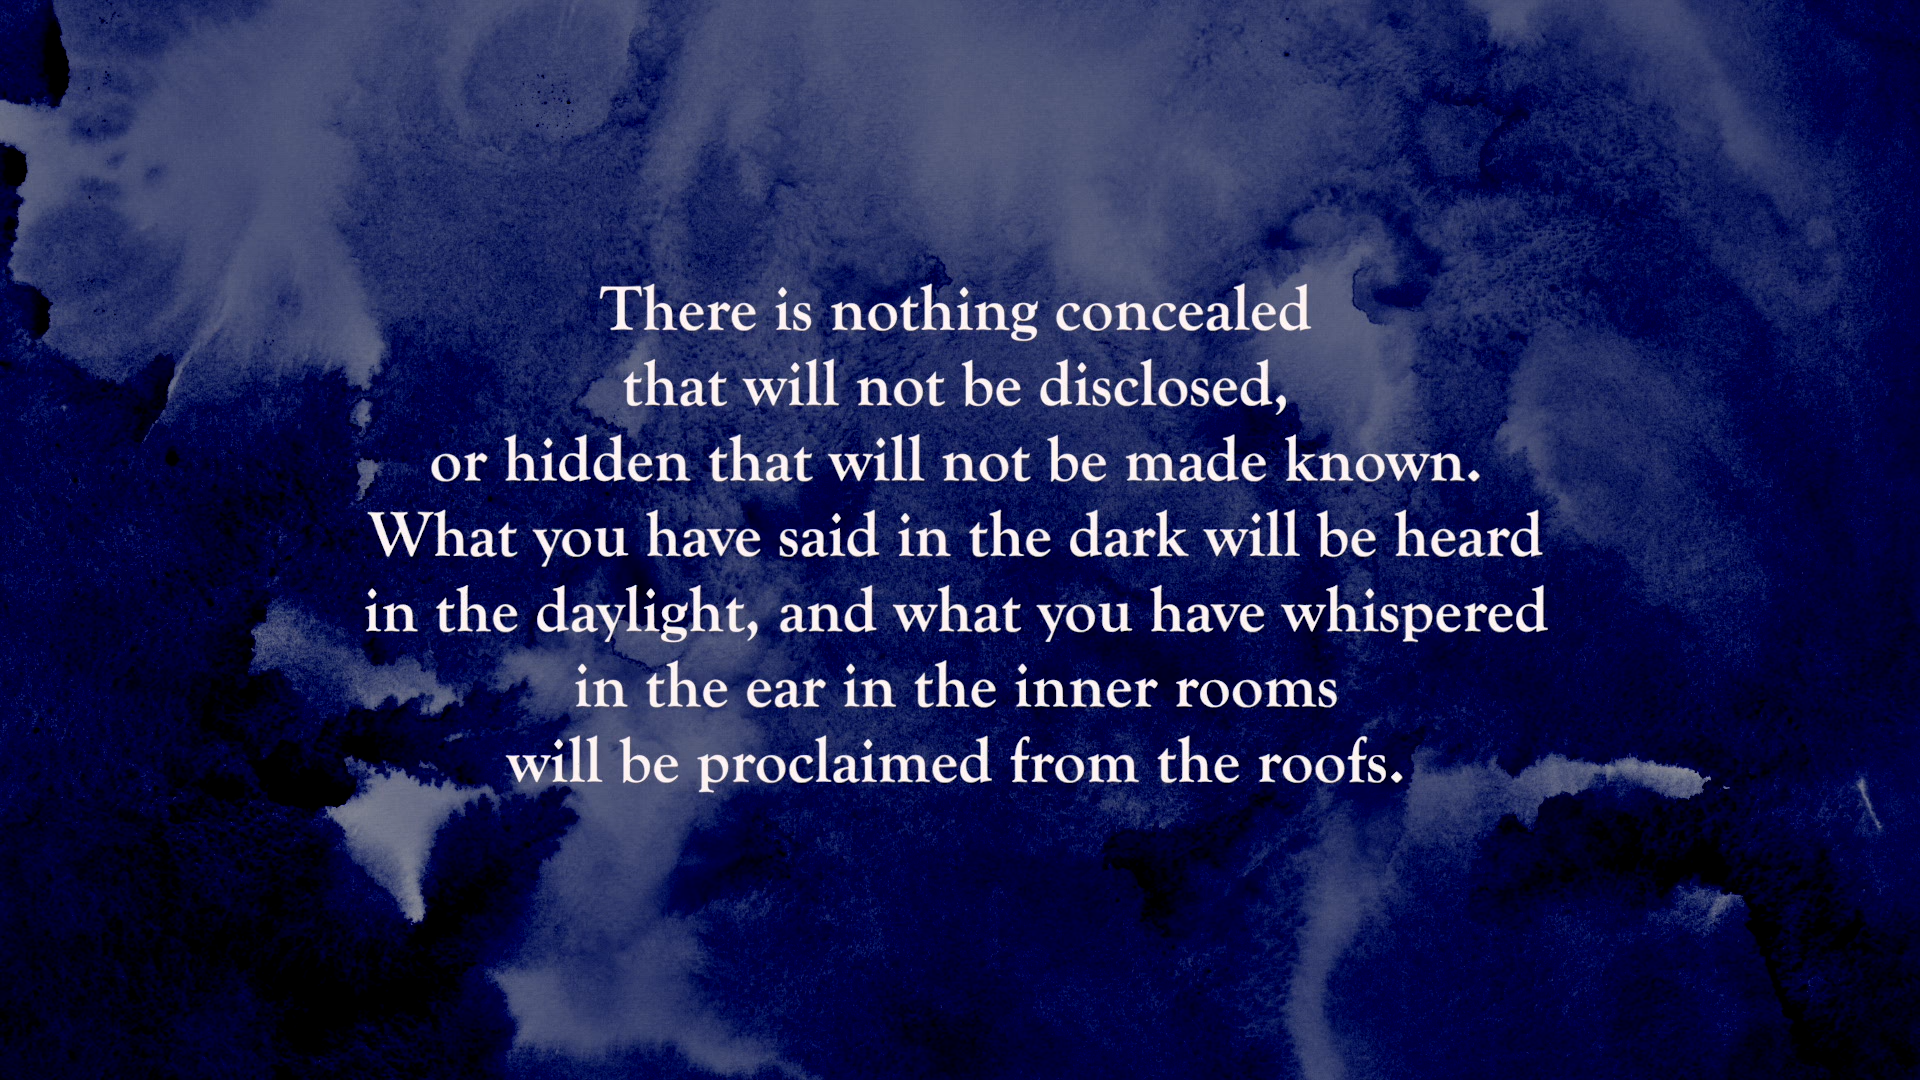 There is nothing concealed
that will not be disclosed,
or hidden that will not be made known.
What you have said in the dark will be heard
in the daylight, and what you have whispered
in the ear in the inner rooms
will be proclaimed from the roofs.